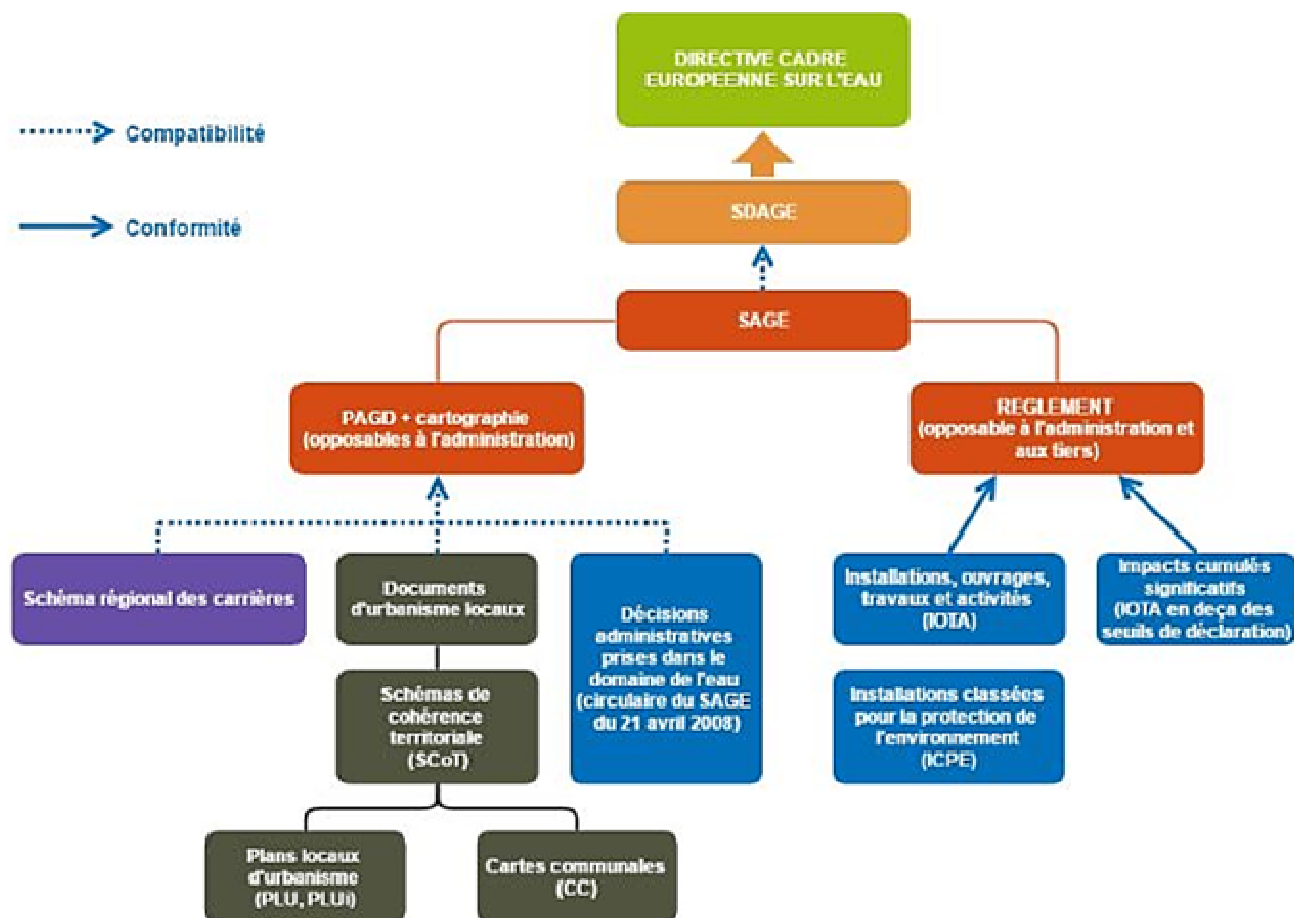 DIRECTIVE CADRE
EUROPEENNE SUR L'EAU
Compatibilité
SDAGE
Conformité
SAGE
PAGD + cartographie
(opposables à l'administration)
REGLEMENT
(opposable à l'administration et
aux tiers)
Schéma régional des carrières
Documents
d'urbanisme locaux
Décisions
administratives
prises dans le
domaine de l'eau
(circulaire du SAGE
du 21 avril 2008)
Installations, ouvrages,
travaux et activités
(IOTA)
Impacts cumulés
significatifs
(IOTA en deça des
seuils de déclaration)
Schémas de
cohérence
territoriale
(SCoT)
Installations classées
pour la protection de
l'environnement
(ICPE)
Plans locaux
d'urbanisme
(PLU, PLUi)
Cartes communales
(CC)